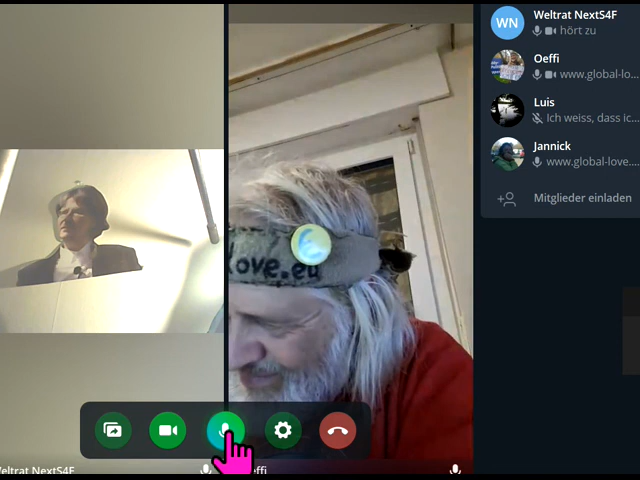 WN
Weltrat NextS4F
hört zu
Oeffi
www.global-lo...
Luis
Ich weiss, dass ic...
Jannick
www.global-love....
Mitglieder einladen
love.eu
eltrat NextS4F
effi